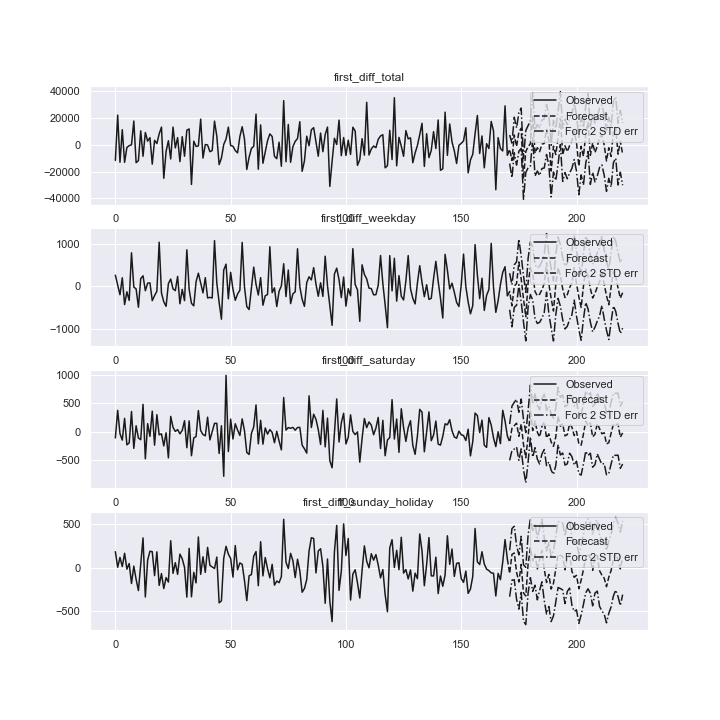 first_diff_total
40000
20000
0
−20000
−40000
Observed
Forecast
Forc 2 STD err
0 50 100 150 200
first_diff_weekday
1000
0
−1000
Observed
Forecast
Forc 2 STD err
0 50 100 150 200
first_diff_saturday
1000
500
0
−500
Observed
Forecast
Forc 2 STD err
0 50 100 150 200
first_diff_sunday_holiday
500
0
−500
Observed
Forecast
Forc 2 STD err
0 50 100 150 200